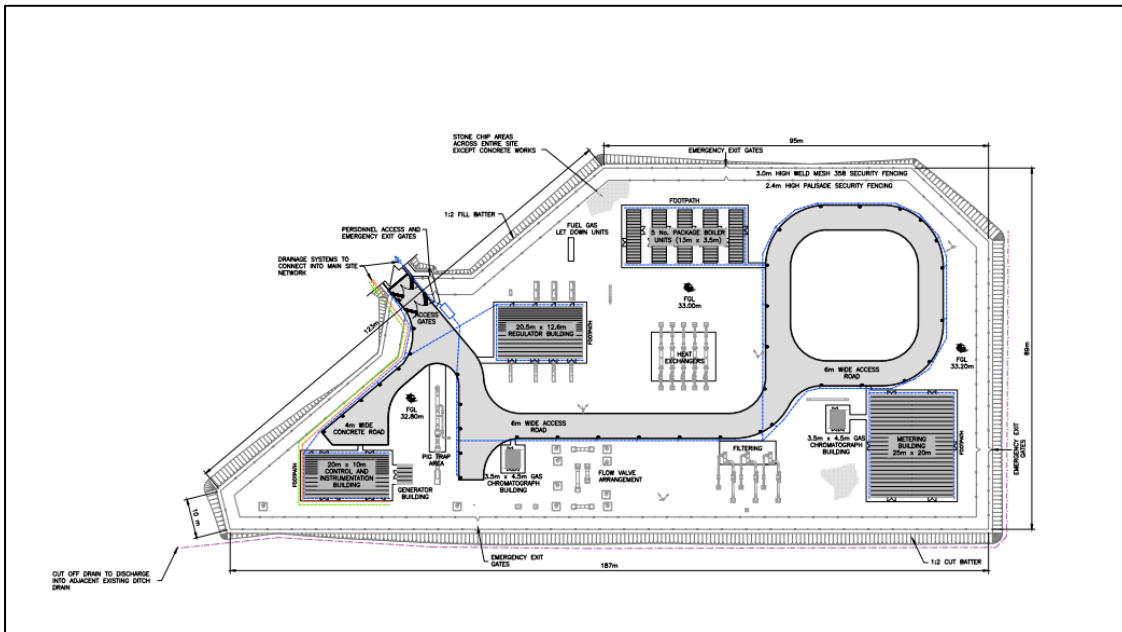 STONE CHIP AREAS
ACROSS ENTIRE SITE
EXCEPT CONCRETE WORKS
95m
EMERGENCY EXIT GATES
3.0m HIGH WELD MESH 358 SECURITY FENCING
2.4m HIGH PALISADE SECURITY FENCING
1:2 FILL BATTER
FOOTPATH
PERSONNEL ACCESS AND
EMERGENCY EXIT GATES
FUEL GAS
LET DOWN UNITS
5 No. PACKAGE BOILER
UNITS (13m x 3.5m)
DRAINAGE SYSTEMS TO
CONNECT INTO MAIN SITE
NETWORK
FGL
33.00m
ACCESS
GATES
123m
20.5m x 12.6m
REGULATOR BUILDING
FOOTPATH
HEAT
EXCHANGERS
FGL
33.20m
89m
6m WIDE ACCESS
ROAD
FGL
32.80m
4m WIDE
CONCRETE ROAD
6m WIDE ACCESS
ROAD
3.5m x 4.5m GAS
CHROMATOGRAPH
BUILDING
METERING
BUILDING
25m x 20m
FOOTPATH
EMERGENCY EXIT
GATES
PIG TRAP
AREA
FILTERING
FOOTPATH
20m x 10m
CONTROL AND
INSTRUMENTATION
BUILDING
GENERATOR
BUILDING
3.5m x 4.5m GAS
CHROMATOGRAPH
BUILDING
FLOW VALVE
ARRANGEMENT
10 m
EMERGENCY EXIT
GATES
187m
1:2 CUT BATTER
CUT OFF DRAIN TO DISCHARGE
INTO ADJACENT EXISTING DITCH
DRAIN